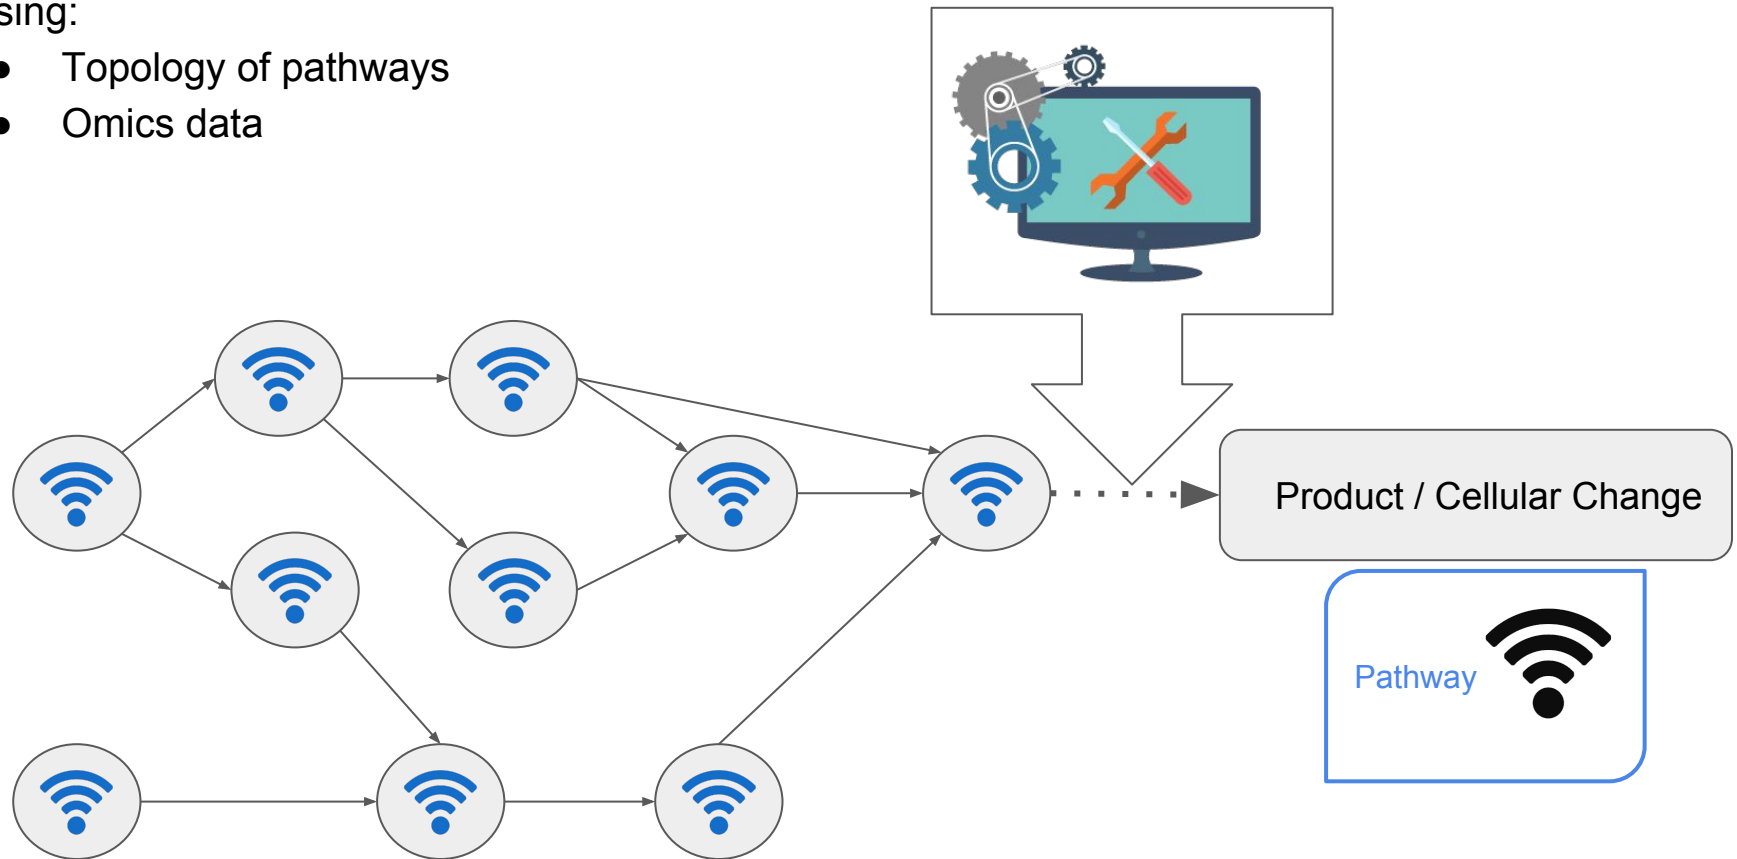 sing:
● Topology of pathways
● Omics data
Product / Cellular Change
Pathway